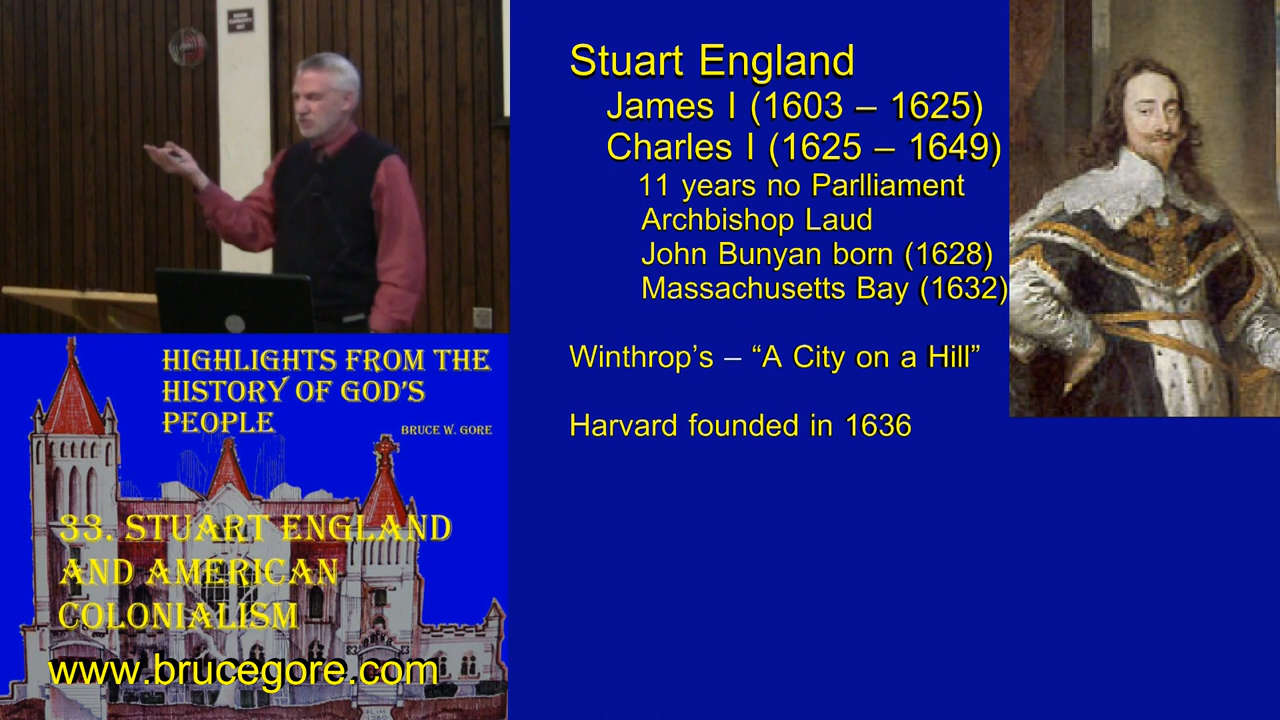 HIGHLIGHTS FROM THE
HISTORY OF GOD'S
PEOPLE
BRUCE W. GORE
33. STUART ENGLAND
AND AMERICAN
COLONIALISM
www.brucegore.com
Stuart England
James I (1603 – 1625)
Charles I (1625 – 1649)
11 years no Parlliament
Archbishop Laud
John Bunyan born (1628)
Massachusetts Bay (1632)
Winthrop's – “A City on a Hill”
Harvard founded in 1636